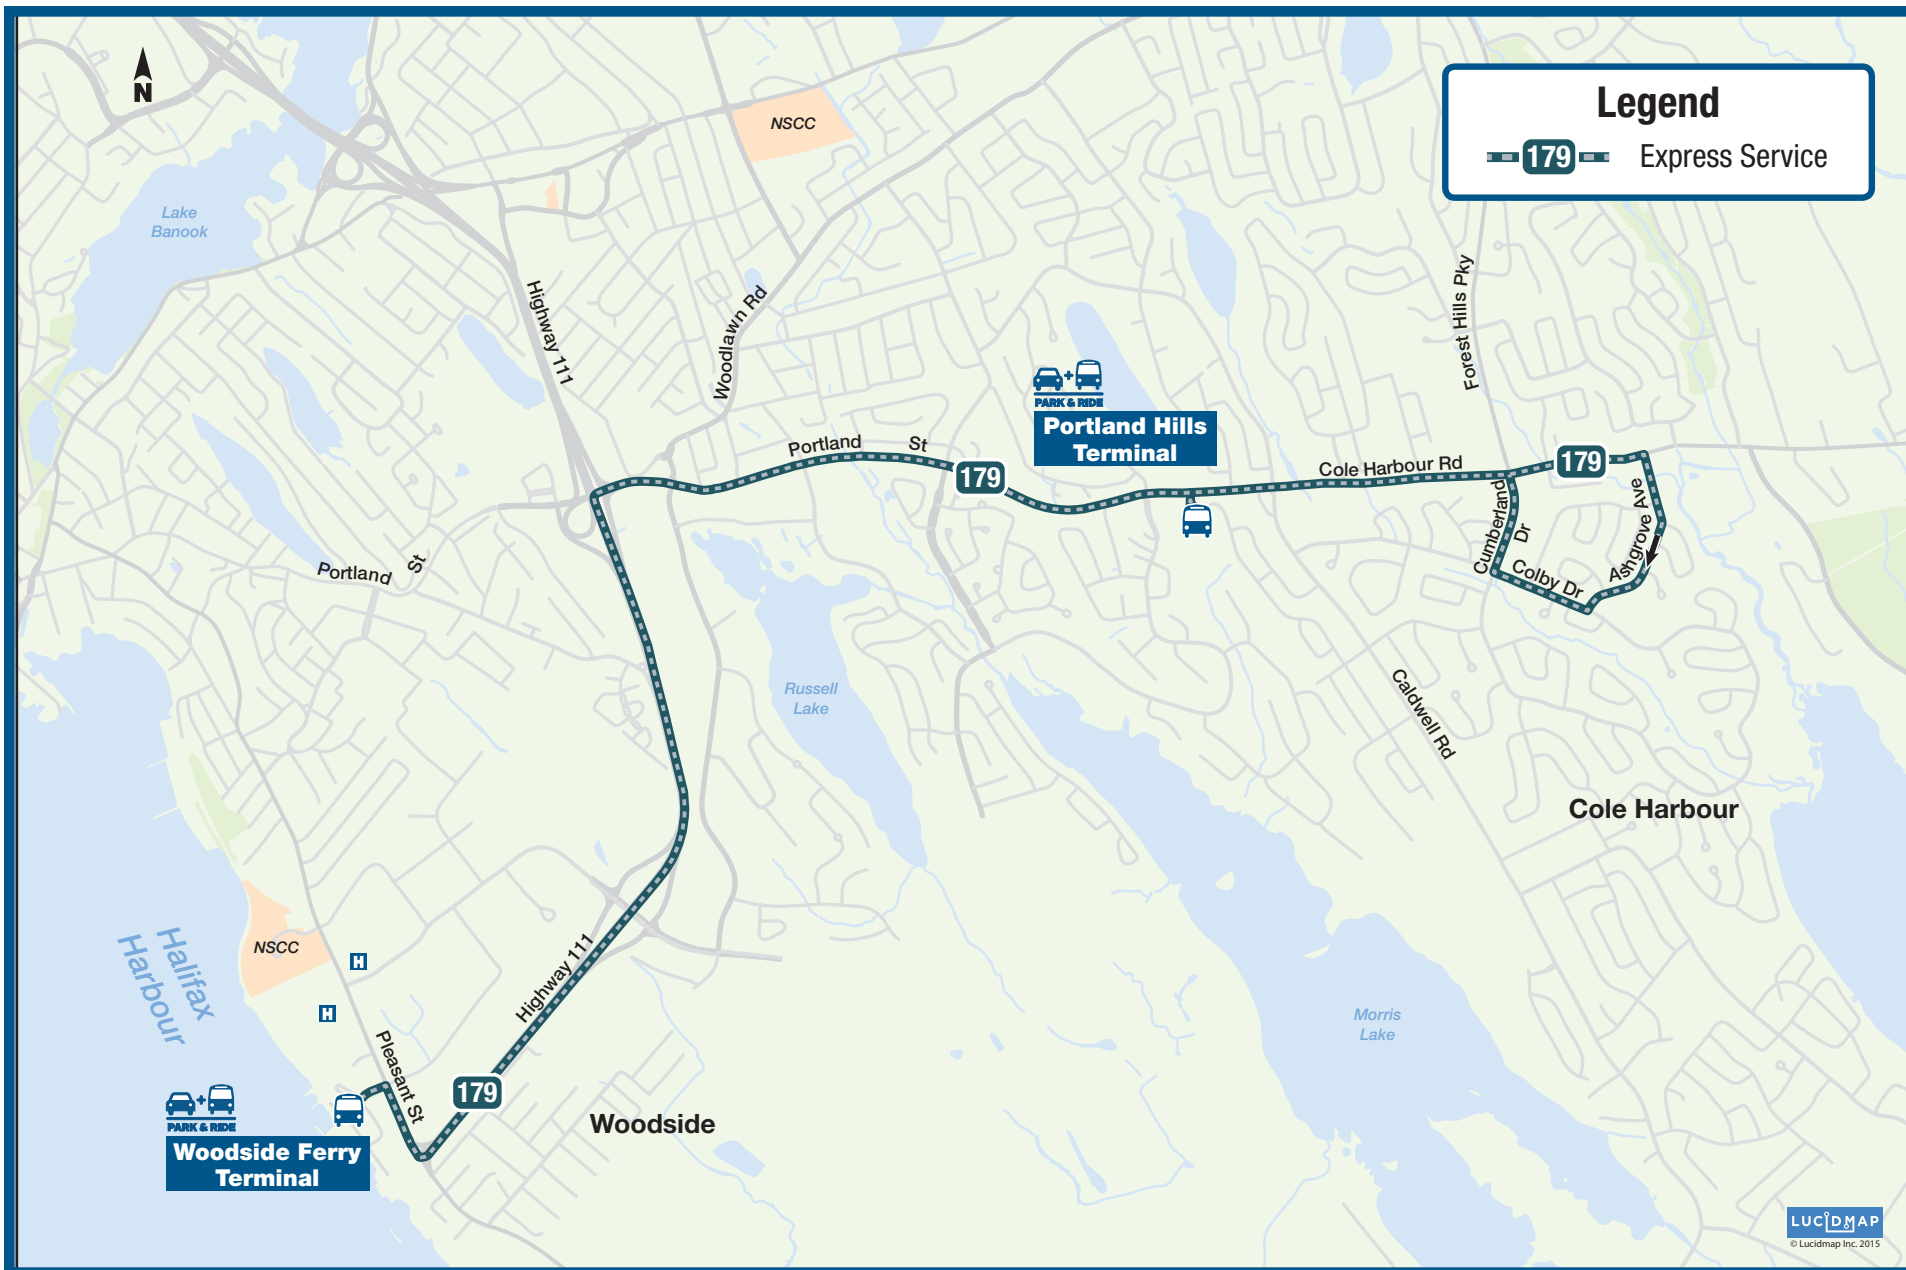 N
NSCC
Legend
179
Express Service
Lake
Banook
Highway 111
Woodlawn Rd
Forest Hills Pky
PARK & RIDE
Portland Hills
Terminal
Portland St
179
Cole Harbour Rd
179
Cumberland
Dr
Ashgrove Ave
Colby Dr
Portland St
Russell
Lake
Caldwell Rd
Cole Harbour
NSCC
H
H
Halifax
Harbour
Highway 111
Morris
Lake
Pleasant St
179
PARK & RIDE
Woodside Ferry
Terminal
Woodside
LUCIDMAP
© Lucidmap Inc. 2015